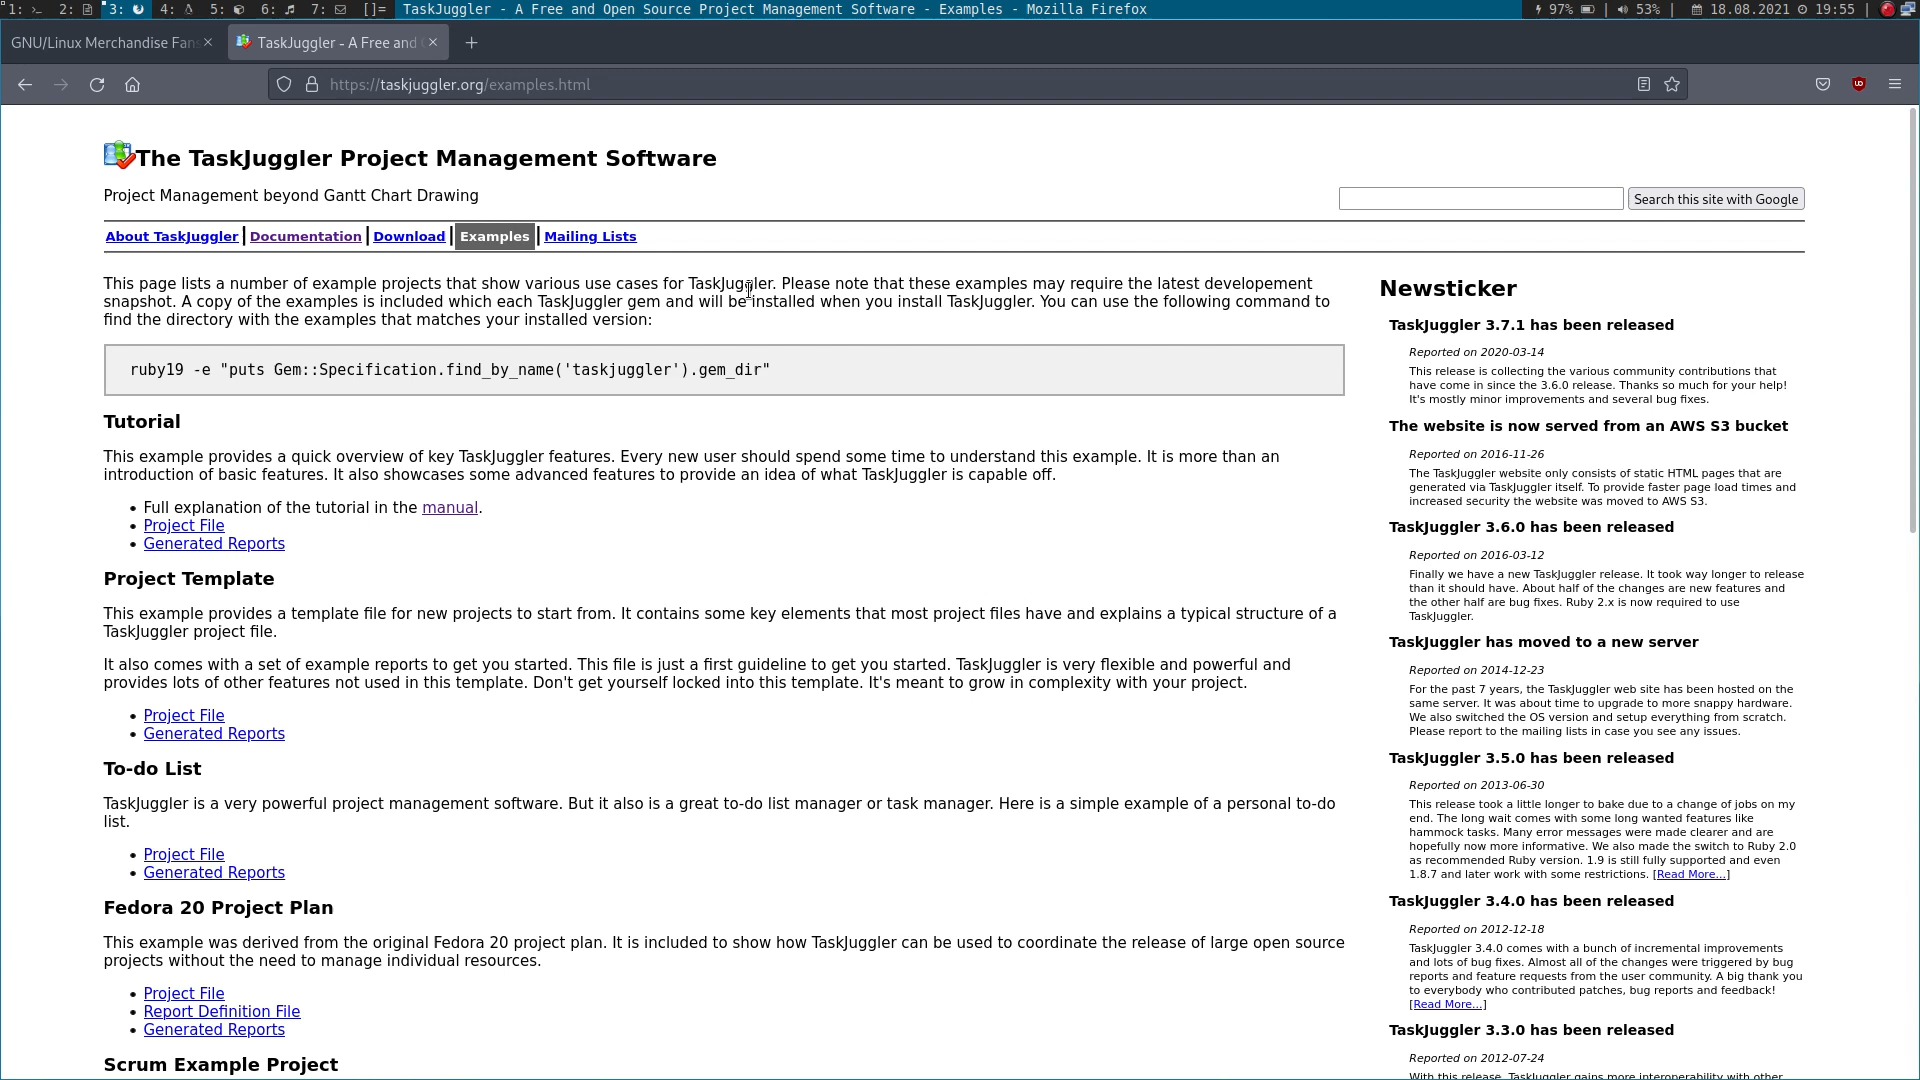 1: 2: 3: 4: 5: 6: 7: []= TaskJuggler - A Free and Open Source Project Management Software - Examples - Mozilla Firefox 97% | 53% | 18.08.2021 19:55 |
GNU/Linux Merchandise Fans × TaskJuggler - A Free and × +
https://taskjuggler.org/examples.html
The TaskJuggler Project Management Software
Project Management beyond Gantt Chart Drawing
Search this site with Google
About TaskJuggler | Documentation | Download | Examples | Mailing Lists
This page lists a number of example projects that show various use cases for TaskJuggler. Please note that these examples may require the latest developement
snapshot. A copy of the examples is included which each TaskJuggler gem and will be installed when you install TaskJuggler. You can use the following command to
find the directory with the examples that matches your installed version:
ruby19 -e "puts Gem::Specification.find_by_name('taskjuggler').gem_dir"
Tutorial
This example provides a quick overview of key TaskJuggler features. Every new user should spend some time to understand this example. It is more than an
introduction of basic features. It also showcases some advanced features to provide an idea of what TaskJuggler is capable off.
• Full explanation of the tutorial in the manual.
• Project File
• Generated Reports
Project Template
This example provides a template file for new projects to start from. It contains some key elements that most project files have and explains a typical structure of a
TaskJuggler project file.
It also comes with a set of example reports to get you started. This file is just a first guideline to get you started. TaskJuggler is very flexible and powerful and
provides lots of other features not used in this template. Don't get yourself locked into this template. It's meant to grow in complexity with your project.
• Project File
• Generated Reports
To-do List
TaskJuggler is a very powerful project management software. But it also is a great to-do list manager or task manager. Here is a simple example of a personal to-do
list.
• Project File
• Generated Reports
Fedora 20 Project Plan
This example was derived from the original Fedora 20 project plan. It is included to show how TaskJuggler can be used to coordinate the release of large open source
projects without the need to manage individual resources.
• Project File
• Report Definition File
• Generated Reports
Scrum Example Project
Newsticker
TaskJuggler 3.7.1 has been released
Reported on 2020-03-14
This release is collecting the various community contributions that
have come in since the 3.6.0 release. Thanks so much for your help!
It's mostly minor improvements and several bug fixes.
The website is now served from an AWS S3 bucket
Reported on 2016-11-26
The TaskJuggler website only consists of static HTML pages that are
generated via TaskJuggler itself. To provide faster page load times and
increased security the website was moved to AWS S3.
TaskJuggler 3.6.0 has been released
Reported on 2016-03-12
Finally we have a new TaskJuggler release. It took way longer to release
than it should have. About half of the changes are new features and
the other half are bug fixes. Ruby 2.x is now required to use
TaskJuggler.
TaskJuggler has moved to a new server
Reported on 2014-12-23
For the past 7 years, the TaskJuggler web site has been hosted on the
same server. It was about time to upgrade to more snappy hardware.
We also switched the OS version and setup everything from scratch.
Please report to the mailing lists in case you see any issues.
TaskJuggler 3.5.0 has been released
Reported on 2013-06-30
This release took a little longer to bake due to a change of jobs on my
end. The long wait comes with some long wanted features like
hammock tasks. Many error messages were made clearer and are
hopefully now more informative. We also made the switch to Ruby 2.0
as recommended Ruby version. 1.9 is still fully supported and even
1.8.7 and later work with some restrictions. [Read More...]
TaskJuggler 3.4.0 has been released
Reported on 2012-12-18
TaskJuggler 3.4.0 comes with a bunch of incremental improvements
and lots of bug fixes. Almost all of the changes were triggered by bug
reports and feature requests from the user community. A big thank you
to everybody who contributed patches, bug reports and feedback!
[Read More...]
TaskJuggler 3.3.0 has been released
Reported on 2012-07-24
With this release, TaskJuggler gains more interoperability with other